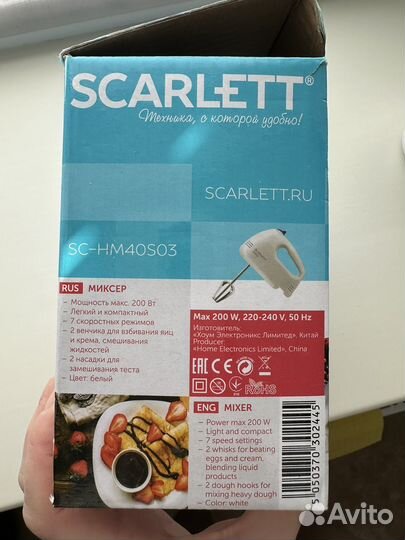 SCARLETT®
Техника, о которой удобно!
SCARLETT.RU
SC-HM40S03
RUS МИКСЕР
- Мощность макс. 200 Вт
- Легкий и компактный
- 7 скоростных режимов
- 2 венчика для взбивания яиц
и крема, смешивания
жидкостей
- 2 насадки для
замешивания теста
- Цвет: белый
Max 200 W, 220-240 V, 50 Hz
Изготовитель:
«Хоум Электроникс Лимитед», Китай
Producer:
«Home Electronics Limited», China
EAC CE
RoHS
ENG MIXER
- Power max 200 W
- Light and compact
- 7 speed settings
- 2 whisks for beating
eggs and cream,
blending liquid
products
- 2 dough hooks for
mixing heavy dough
- Color: white
5 050370 302445
Avito